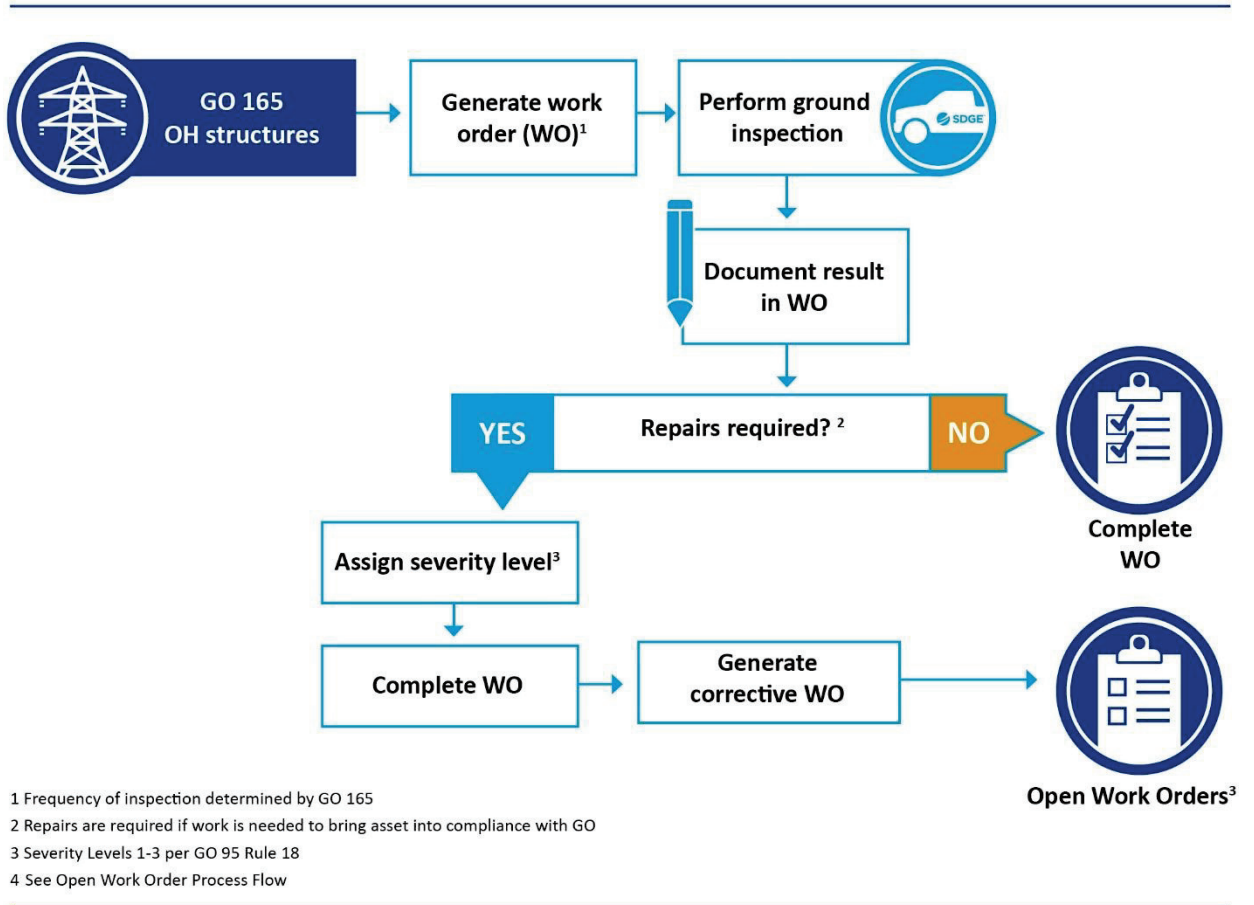 GO 165
OH structures
Generate work
order (WO)¹
Perform ground
inspection
SDGE
Document result
in WO
YES
Repairs required? ²
NO
Complete
WO
Assign severity level³
Complete WO
Generate
corrective WO
Open Work Orders³
1 Frequency of inspection determined by GO 165
2 Repairs are required if work is needed to bring asset into compliance with GO
3 Severity Levels 1-3 per GO 95 Rule 18
4 See Open Work Order Process Flow